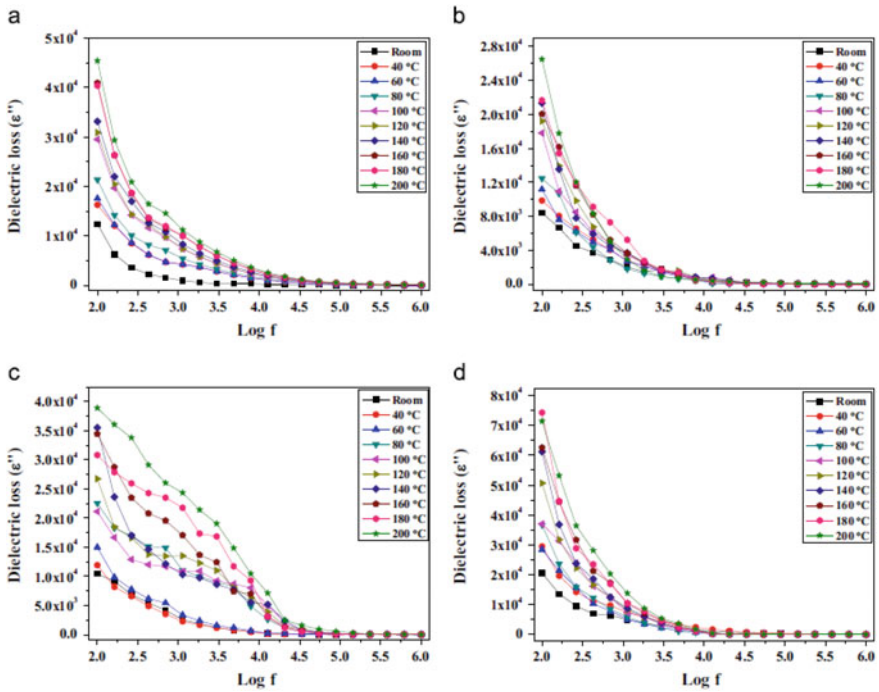 a
5x10⁴
4x10⁴
3x10⁴
2x10⁴
1x10⁴
0
Dielectric loss (ε'')
2.0 2.5 3.0 3.5 4.0 4.5 5.0 5.5 6.0
Log f
Room
40 °C
60 °C
80 °C
100 °C
120 °C
140 °C
160 °C
180 °C
200 °C
b
2.8x10⁴
2.4x10⁴
2.0x10⁴
1.6x10⁴
1.2x10⁴
8.0x10³
4.0x10³
0.0
Dielectric loss (ε'')
2.0 2.5 3.0 3.5 4.0 4.5 5.0 5.5 6.0
Log f
Room
40 °C
60 °C
80 °C
100 °C
120 °C
140 °C
160 °C
180 °C
200 °C
c
4.0x10⁴
3.5x10⁴
3.0x10⁴
2.5x10⁴
2.0x10⁴
1.5x10⁴
1.0x10⁴
5.0x10³
0.0
Dielectric loss (ε'')
2.0 2.5 3.0 3.5 4.0 4.5 5.0 5.5 6.0
Log f
Room
40 °C
60 °C
80 °C
100 °C
120 °C
140 °C
160 °C
180 °C
200 °C
d
8x10⁴
7x10⁴
6x10⁴
5x10⁴
4x10⁴
3x10⁴
2x10⁴
1x10⁴
0
Dielectric loss (ε'')
2.0 2.5 3.0 3.5 4.0 4.5 5.0 5.5 6.0
Log f
Room
40 °C
60 °C
80 °C
100 °C
120 °C
140 °C
160 °C
180 °C
200 °C